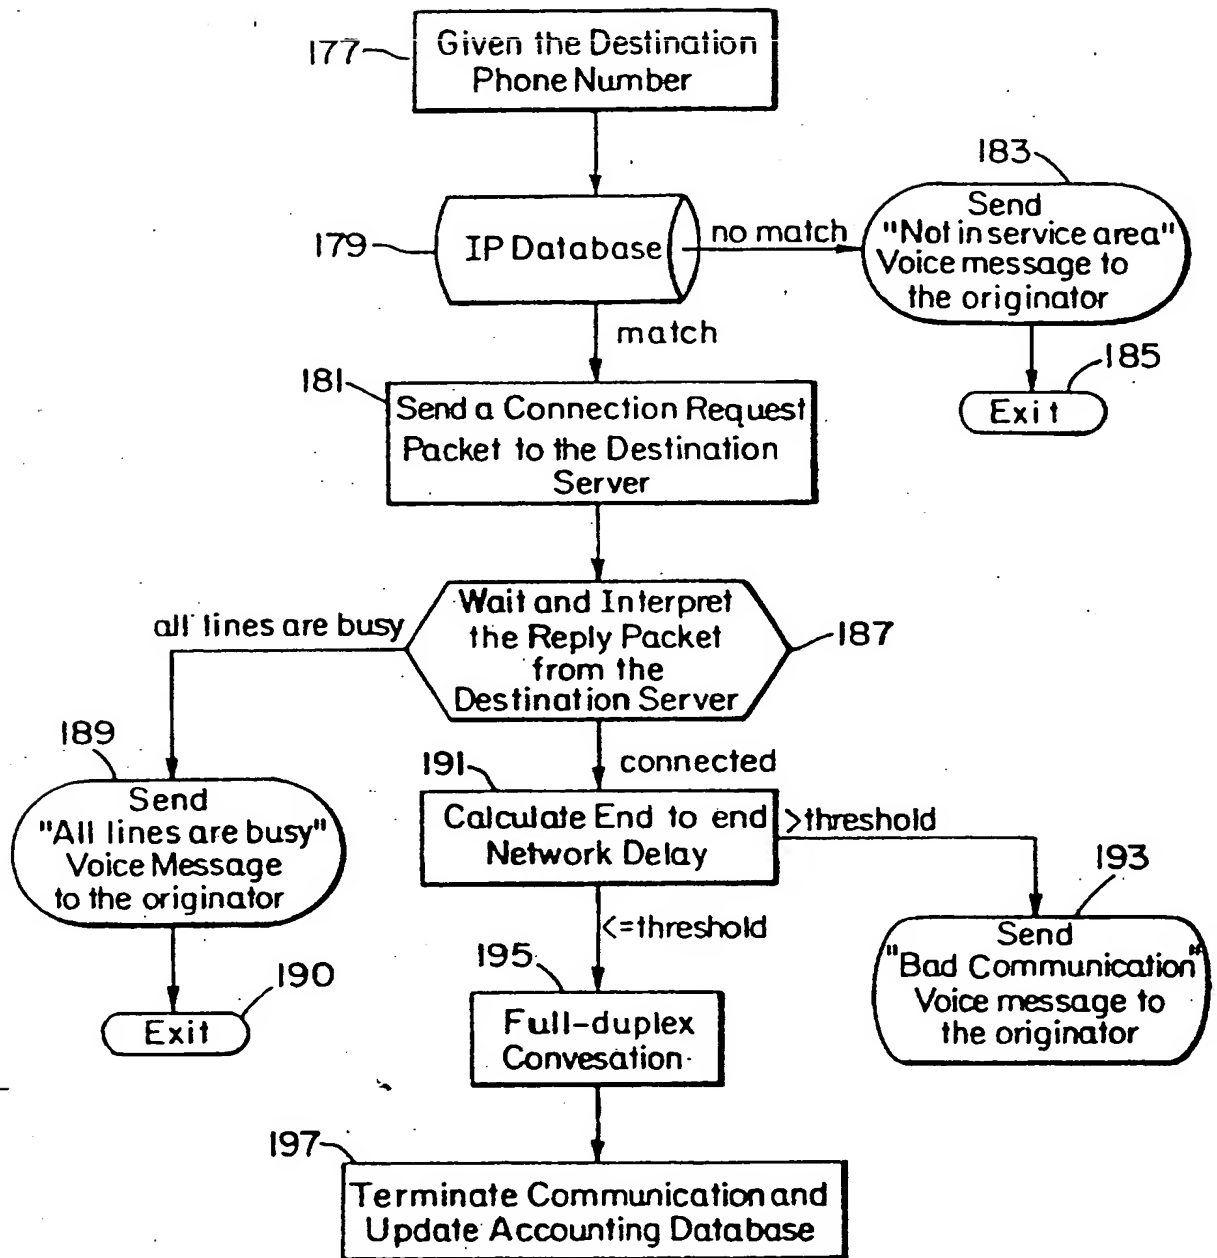 177
Given the Destination
Phone Number
183
Send
"Not in service area"
Voice message to
the originator
179
IP Database
no match
match
185
Exit
181
Send a Connection Request
Packet to the Destination
Server
all lines are busy
Wait and Interpret
the Reply Packet
from the
Destination Server
187
189
Send
"All lines are busy"
Voice Message
to the originator
connected
191
Calculate End to end
Network Delay
>threshold
193
Send
"Bad Communication"
Voice message to
the originator
<=threshold
190
Exit
195
Full-duplex
Convesation
197
Terminate Communication and
Update Accounting Database